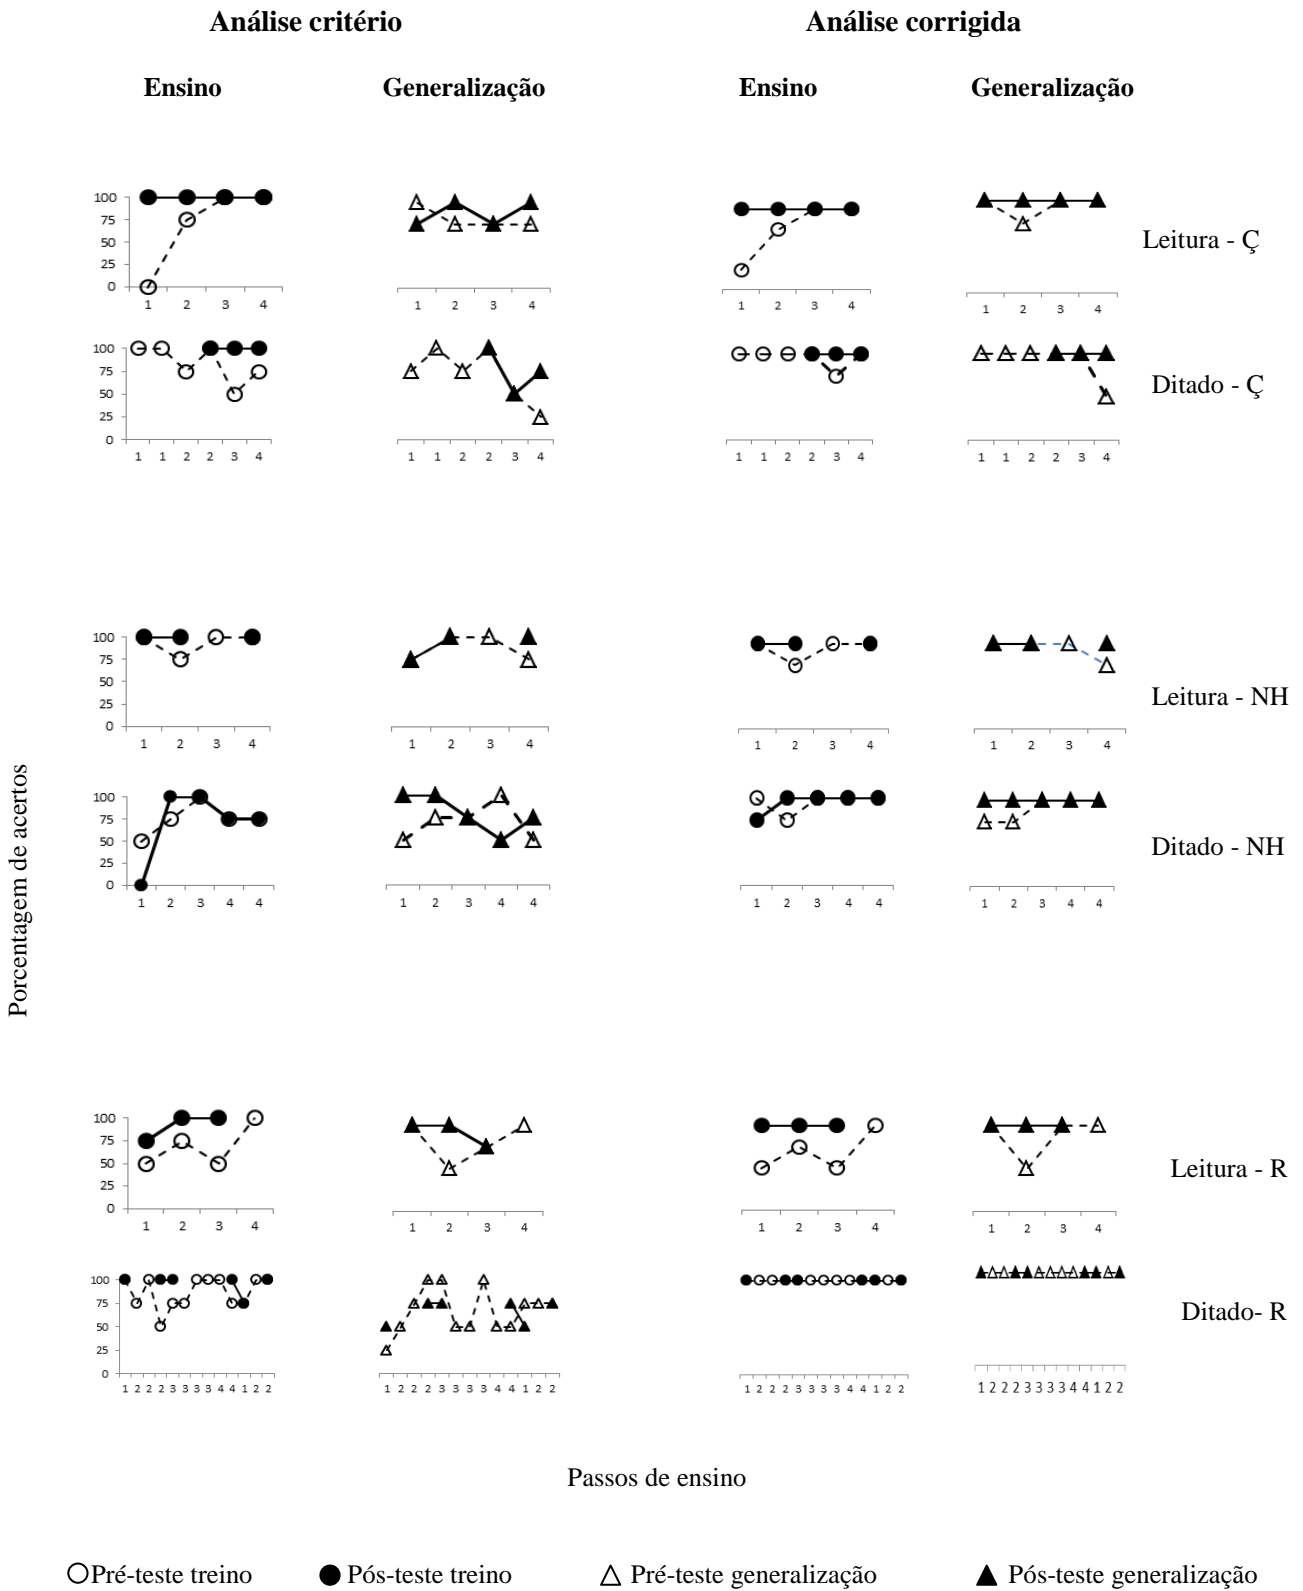 Análise critério Análise corrigida
Ensino Generalização Ensino Generalização
100
75
50
25
0
1 2 3 4
1 2 3 4
1 2 3 4
1 2 3 4
Leitura - Ç
100
75
50
25
0
1 1 2 2 3 4
1 1 2 2 3 4
1 1 2 2 3 4
1 1 2 2 3 4
Ditado - Ç
100
75
50
25
0
1 2 3 4
1 2 3 4
1 2 3 4
1 2 3 4
Leitura - NH
100
75
50
25
0
1 2 3 4 4
1 2 3 4 4
1 2 3 4 4
1 2 3 4 4
Ditado - NH
Porcentagem de acertos
100
75
50
25
0
1 2 3 4
1 2 3 4
1 2 3 4
1 2 3 4
Leitura - R
100
75
50
25
0
1 2 2 2 3 3 3 3 4 4 1 2 2
1 2 2 2 3 3 3 3 4 4 1 2 2
1 2 2 2 3 3 3 3 4 4 1 2 2
1 2 2 2 3 3 3 3 4 4 1 2 2
Ditado- R
Passos de ensino
Pré-teste treino Pós-teste treino Pré-teste generalização Pós-teste generalização